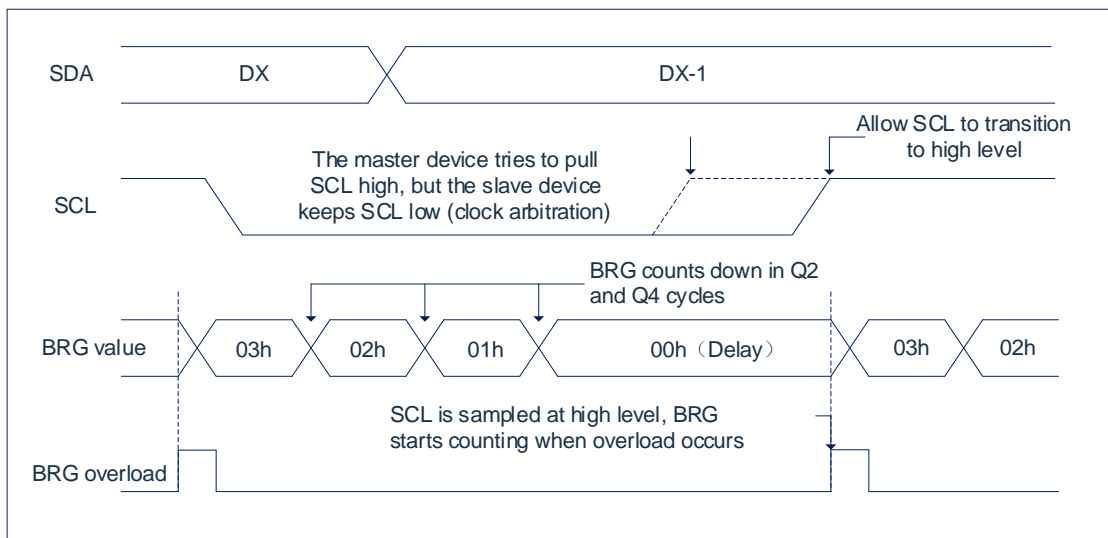 SDA
DX
DX-1
Allow SCL to transition
to high level
The master device tries to pull
SCL high, but the slave device
keeps SCL low (clock arbitration)
SCL
BRG counts down in Q2
and Q4 cycles
BRG value
03h
02h
01h
00h（Delay）
03h
02h
SCL is sampled at high level, BRG
starts counting when overload occurs
BRG overload